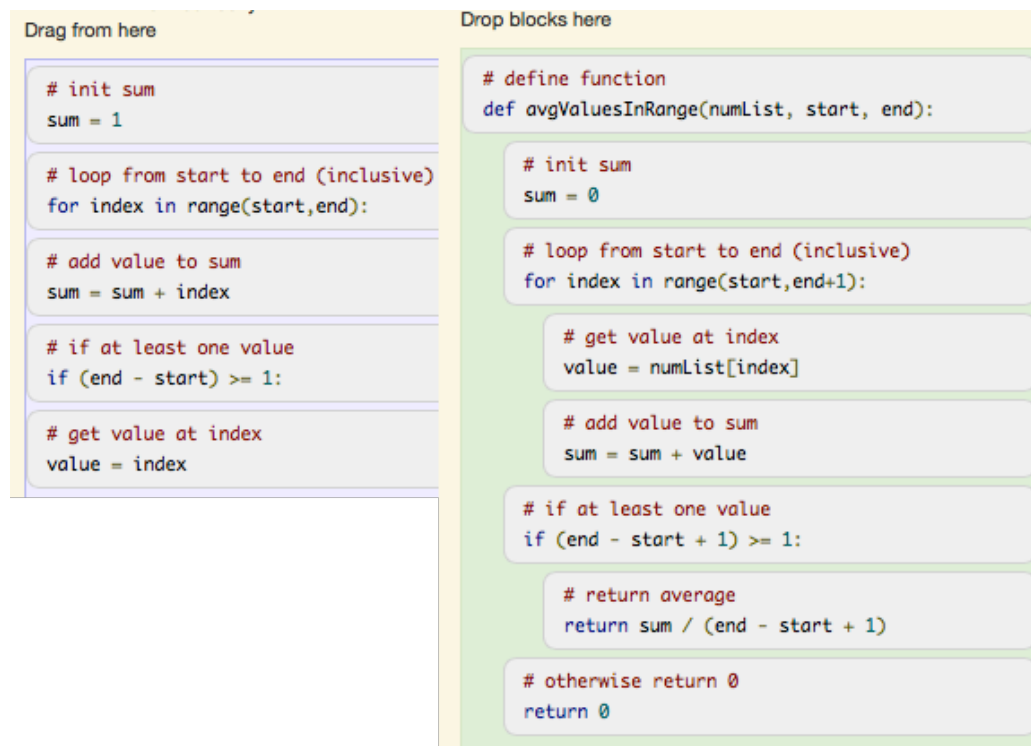 Drag from here
# init sum
sum = 1
# loop from start to end (inclusive)
for index in range(start,end):
# add value to sum
sum = sum + index
# if at least one value
if (end - start) >= 1:
# get value at index
value = index
Drop blocks here
# define function
def avgValuesInRange(numList, start, end):
# init sum
sum = 0
# loop from start to end (inclusive)
for index in range(start,end+1):
# get value at index
value = numList[index]
# add value to sum
sum = sum + value
# if at least one value
if (end - start + 1) >= 1:
# return average
return sum / (end - start + 1)
# otherwise return 0
return 0